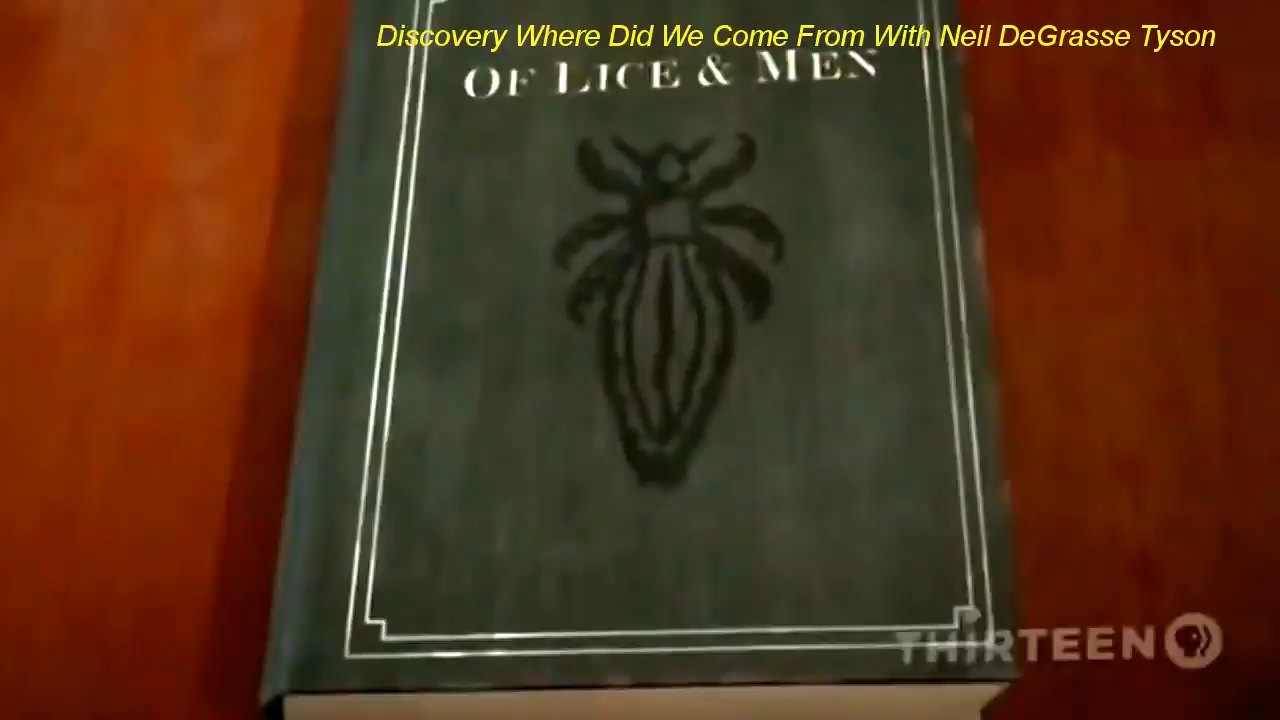 Discovery Where Did We Come From With Neil DeGrasse Tyson
OF LICE & MEN
THIRTEEN